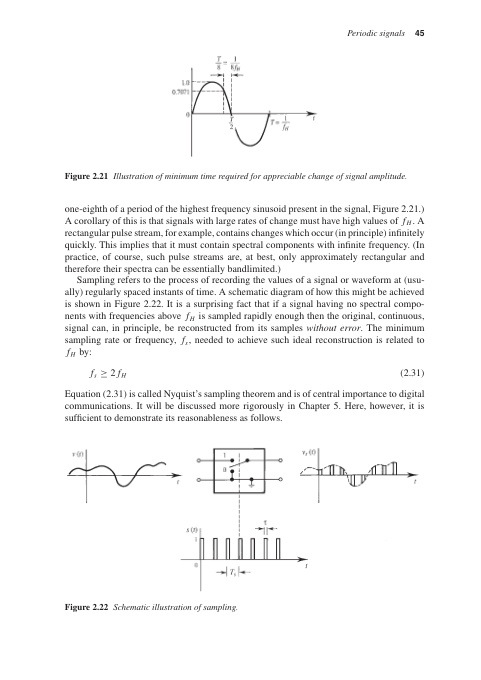 Periodic signals 45
T/8 = 1/8f_H
1.0
0.7071
0
T/2
T = 1/f_H
t
Figure 2.21 Illustration of minimum time required for appreciable change of signal amplitude.
one-eighth of a period of the highest frequency sinusoid present in the signal, Figure 2.21.)
A corollary of this is that signals with large rates of change must have high values of f_H. A
rectangular pulse stream, for example, contains changes which occur (in principle) infinitely
quickly. This implies that it must contain spectral components with infinite frequency. (In
practice, of course, such pulse streams are, at best, only approximately rectangular and
therefore their spectra can be essentially bandlimited.)
Sampling refers to the process of recording the values of a signal or waveform at (usu-
ally) regularly spaced instants of time. A schematic diagram of how this might be achieved
is shown in Figure 2.22. It is a surprising fact that if a signal having no spectral compo-
nents with frequencies above f_H is sampled rapidly enough then the original, continuous,
signal can, in principle, be reconstructed from its samples without error. The minimum
sampling rate or frequency, f_s, needed to achieve such ideal reconstruction is related to
f_H by:
f_s ≥ 2 f_H (2.31)
Equation (2.31) is called Nyquist's sampling theorem and is of central importance to digital
communications. It will be discussed more rigorously in Chapter 5. Here, however, it is
sufficient to demonstrate its reasonableness as follows.
v (t)
t
1
0
v_s (t)
t
s (t)
1
0
τ
T_s
t
Figure 2.22 Schematic illustration of sampling.